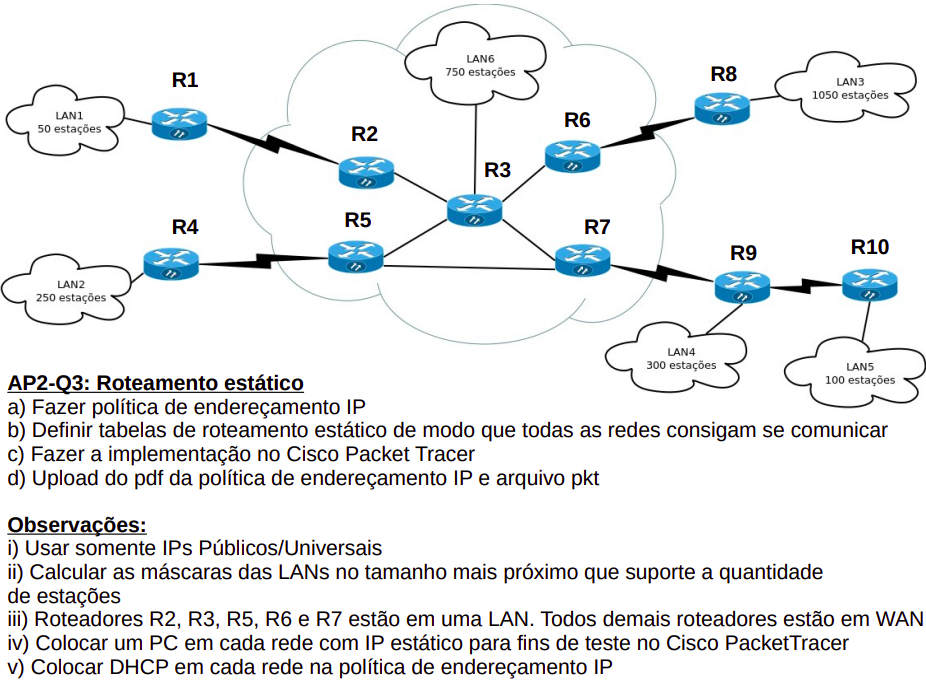 LAN6
750 estações
R8
LAN3
1050 estações
R1
LAN1
50 estações
R6
R2
R3
R4
R5
R7
R9
R10
LAN2
250 estações
LAN4
300 estações
LAN5
100 estações
AP2-Q3: Roteamento estático
a) Fazer política de endereçamento IP
b) Definir tabelas de roteamento estático de modo que todas as redes consigam se comunicar
c) Fazer a implementação no Cisco Packet Tracer
d) Upload do pdf da política de endereçamento IP e arquivo pkt
Observações:
i) Usar somente IPs Públicos/Universais
ii) Calcular as máscaras das LANs no tamanho mais próximo que suporte a quantidade
de estações
iii) Roteadores R2, R3, R5, R6 e R7 estão em uma LAN. Todos demais roteadores estão em WAN
iv) Colocar um PC em cada rede com IP estático para fins de teste no Cisco PacketTracer
v) Colocar DHCP em cada rede na política de endereçamento IP